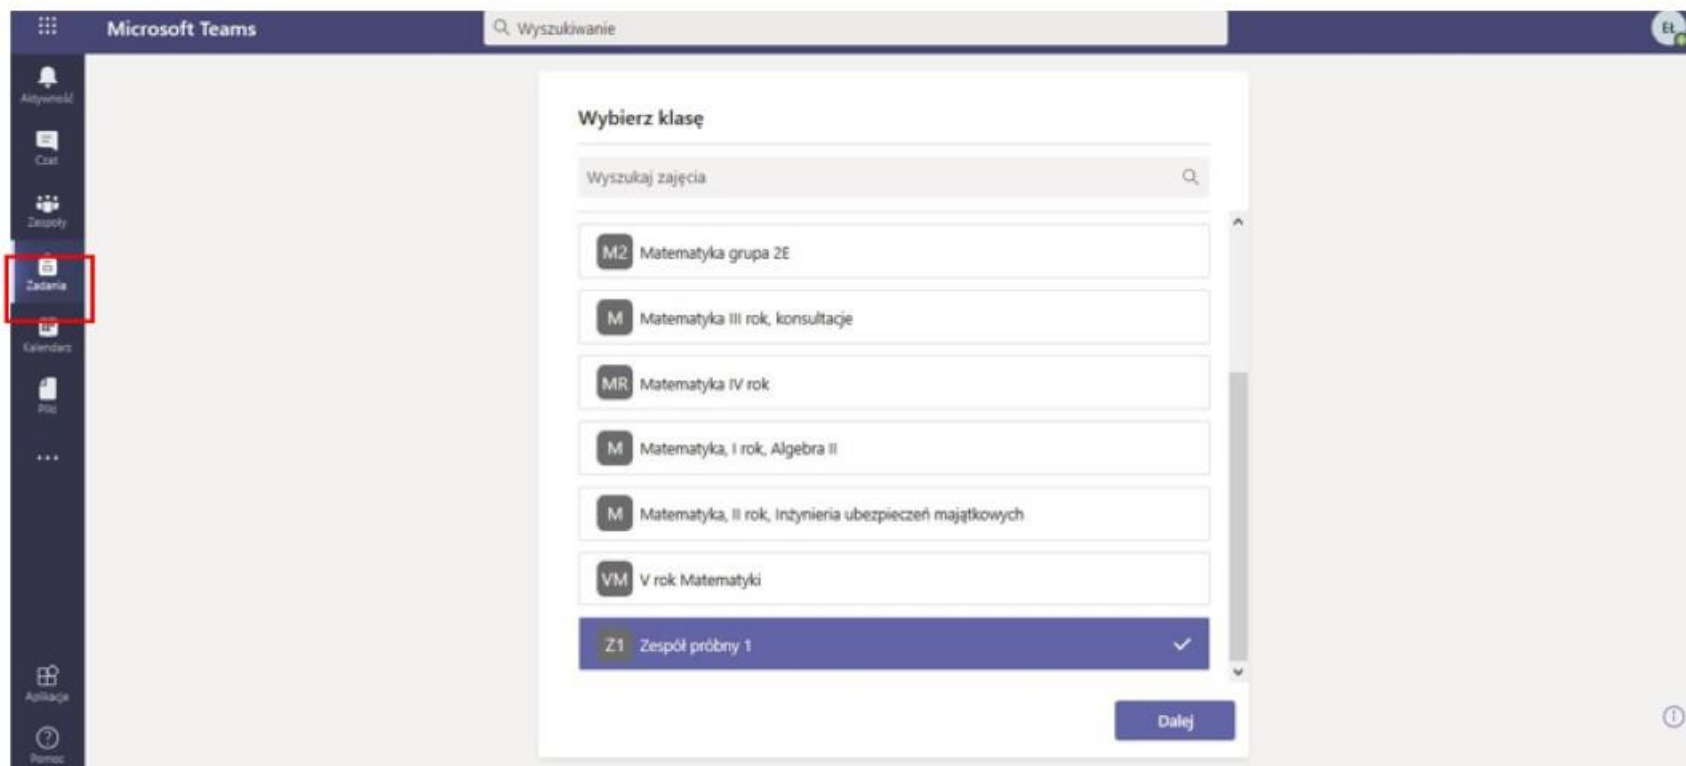 Microsoft Teams
Wyszukiwanie
EŁ
Aktywność
Czat
Zespoły
Zadania
Kalendarz
Pliki
Aplikacje
Pomoc
Wybierz klasę
Wyszukaj zajęcia
M2 Matematyka grupa 2E
M Matematyka III rok, konsultacje
MR Matematyka IV rok
M Matematyka, I rok, Algebra II
M Matematyka, II rok, Inżynieria ubezpieczeń majątkowych
VM V rok Matematyki
Z1 Zespół próbny 1
Dalej